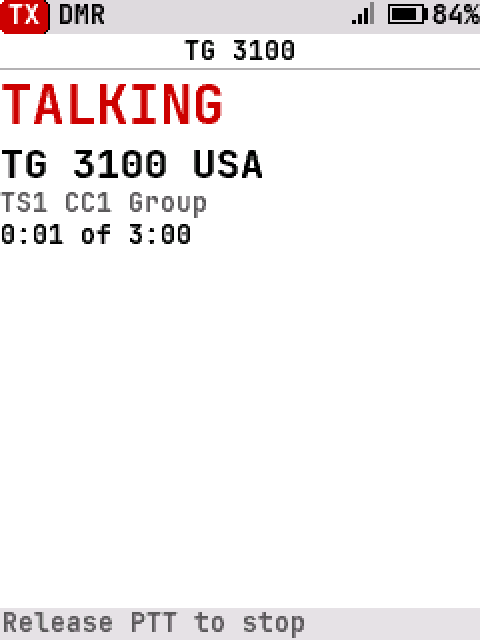 TX DMR 84%
TG 3100
TALKING
TG 3100 USA
TS1 CC1 Group
0:01 of 3:00
Release PTT to stop